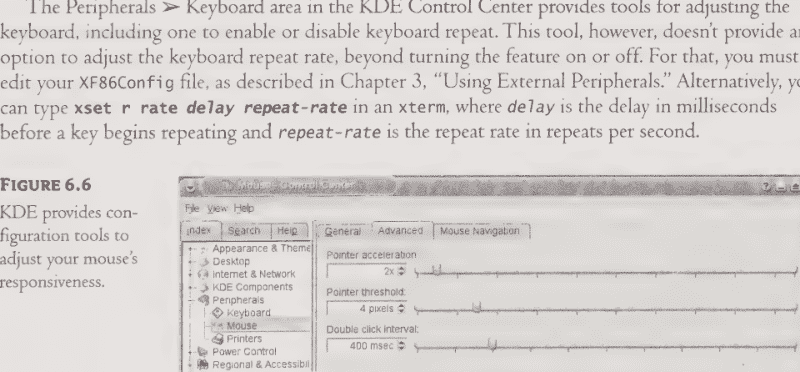 The Peripherals ➢ Keyboard area in the KDE Control Center provides tools for adjusting the
keyboard, including one to enable or disable keyboard repeat. This tool, however, doesn't provide
option to adjust the keyboard repeat rate, beyond turning the feature on or off. For that, you must
edit your XF86Config file, as described in Chapter 3, "Using External Peripherals." Alternatively,
can type xset r rate delay repeat-rate in an xterm, where delay is the delay in milliseconds
before a key begins repeating and repeat-rate is the repeat rate in repeats per second.
FIGURE 6.6
KDE provides con-
figuration tools to
adjust your mouse's
responsiveness.
Mouse - Control Center
File View Help
Index Search Help General Advanced Mouse Navigation
Appearance & Theme
Desktop
Internet & Network
KDE Components
Peripherals
Keyboard
Mouse
Printers
Power Control
Regional & Accessibil
Pointer acceleration
2x
Pointer threshold:
4 pixels
Double click interval:
400 msec